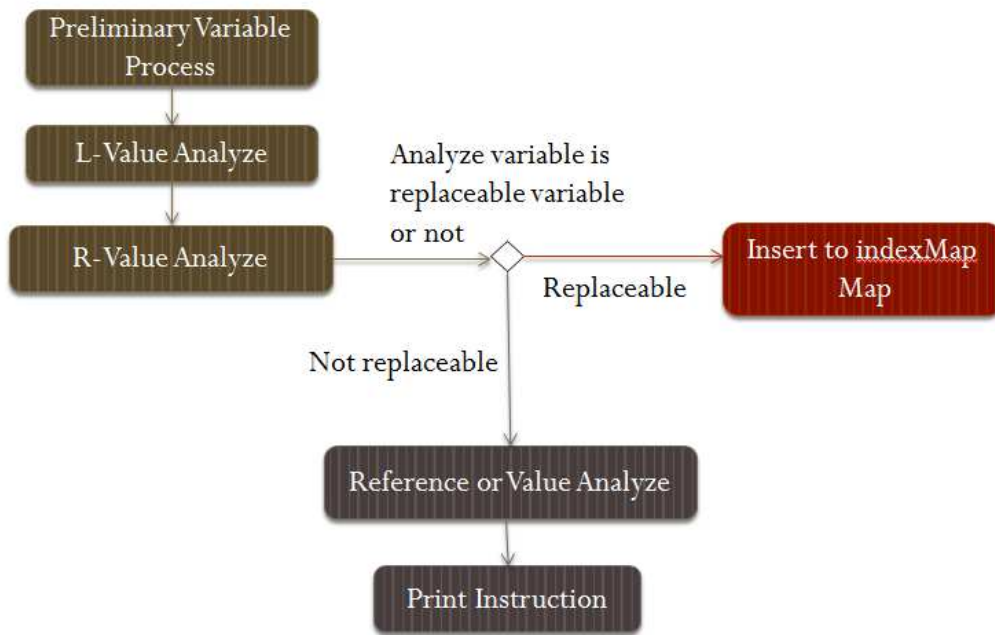 Preliminary Variable
Process
L-Value Analyze
Analyze variable is
replaceable variable
or not
R-Value Analyze
Insert to indexMap
Map
Replaceable
Not replaceable
Reference or Value Analyze
Print Instruction